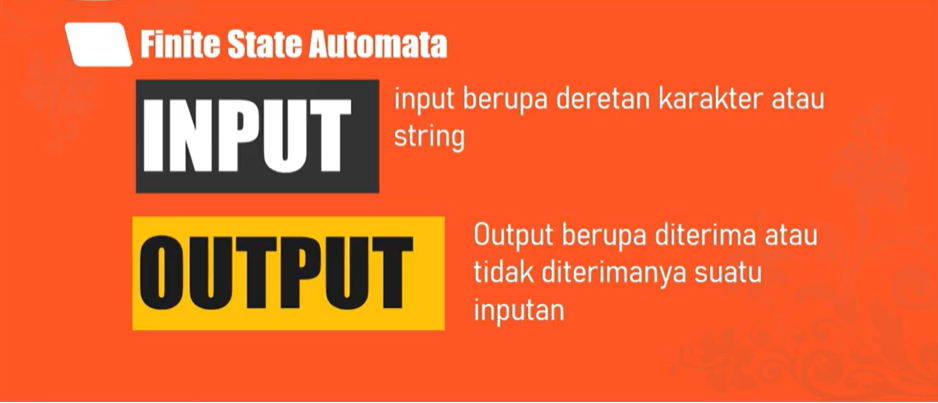 Finite State Automata
INPUT
input berupa deretan karakter atau
string
OUTPUT
Output berupa diterima atau
tidak diterimanya suatu
inputan